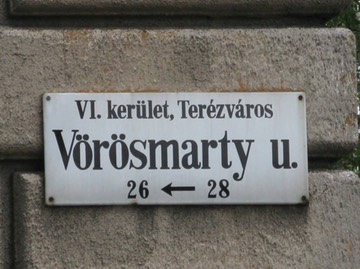 VI. kerület, Terézváros
Vörösmarty u.
26 ← 28